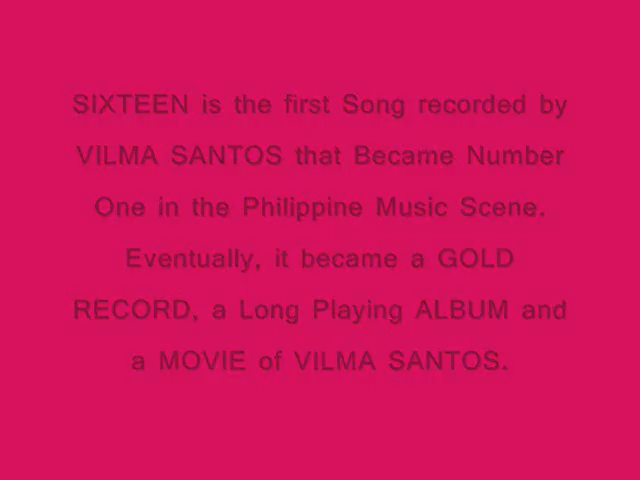 SIXTEEN is the first Song recorded by
VILMA SANTOS that Became Number
One in the Philippine Music Scene.
Eventually, it became a GOLD
RECORD, a Long Playing ALBUM and
a MOVIE of VILMA SANTOS.